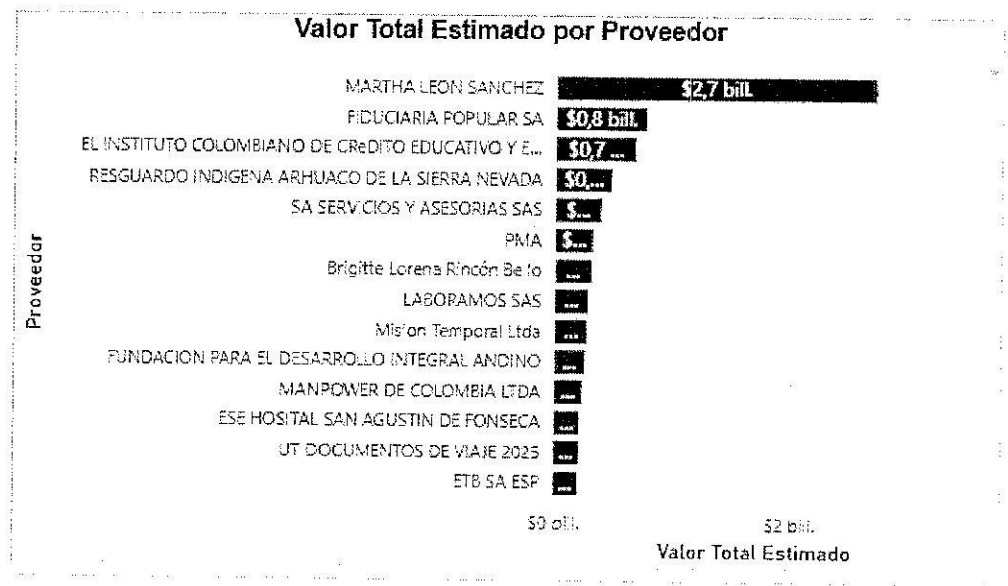 Valor Total Estimado por Proveedor
MARTHA LEON SANCHEZ $2,7 bill.
FIDUCIARIA POPULAR SA $0,8 bill.
EL INSTITUTO COLOMBIANO DE CReDITO EDUCATIVO Y E... $0,7 ...
RESGUARDO INDIGENA ARHUACO DE LA SIERRA NEVADA $0,...
SA SERVICIOS Y ASESORIAS SAS $...
PMA $...
Brigitte Lorena Rincón Bello ...
LABORAMOS SAS ...
Mision Temporal Ltda ...
FUNDACION PARA EL DESARROLLO INTEGRAL ANDINO ...
MANPOWER DE COLOMBIA LTDA ...
ESE HOSITAL SAN AGUSTIN DE FONSECA ...
UT DOCUMENTOS DE VIAJE 2025 ...
ETB SA ESP ...
Proveedor
$0 bill. $2 bill.
Valor Total Estimado